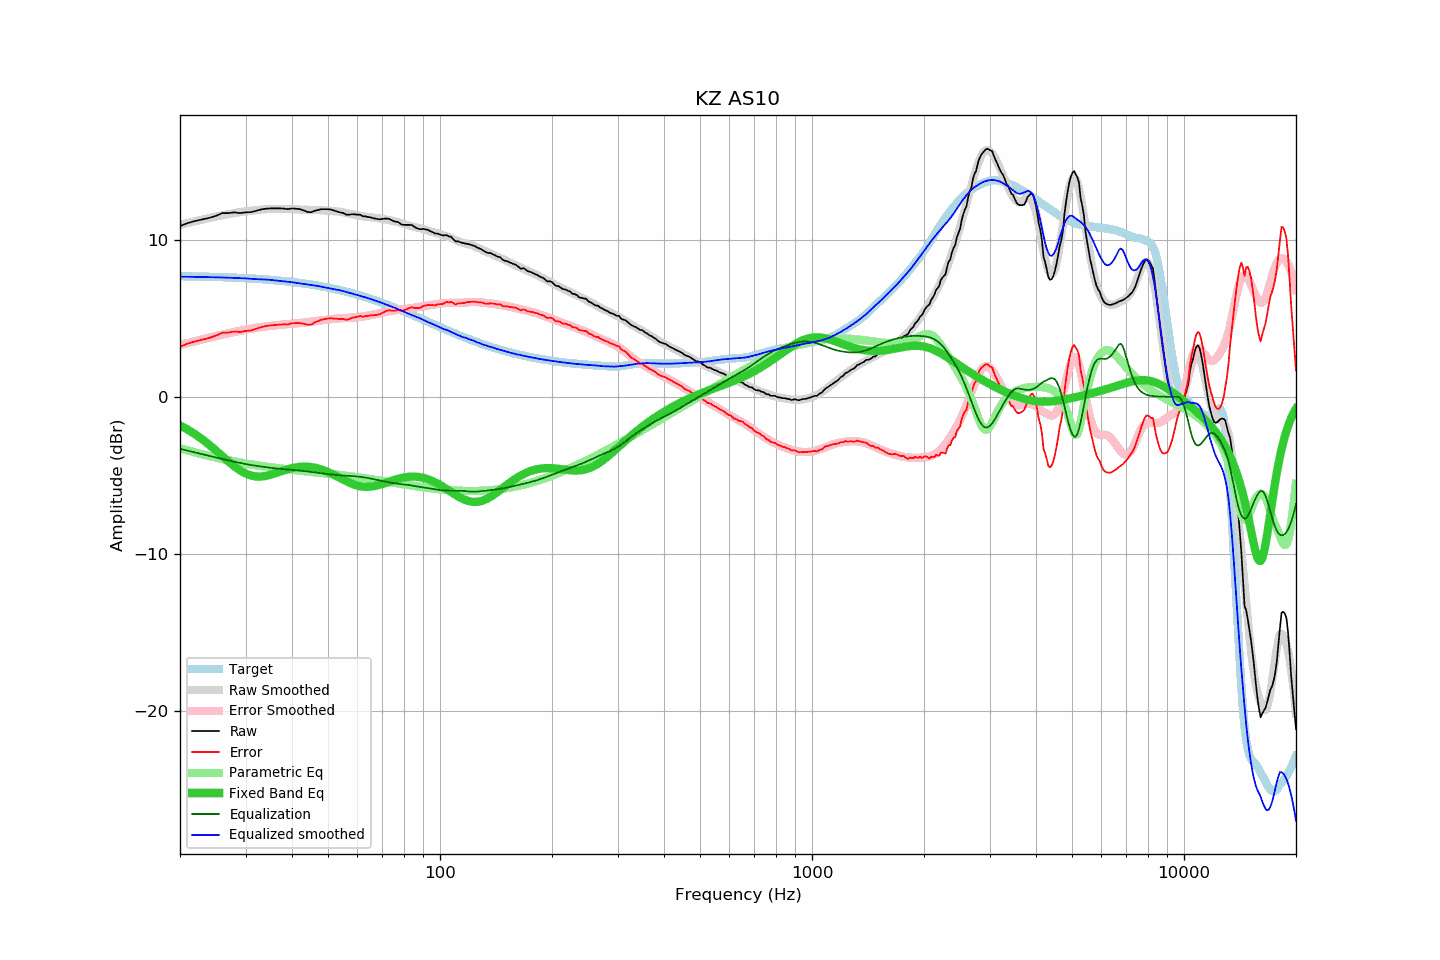 KZ AS10
10
0
−10
−20
Amplitude (dBr)
Target
Raw Smoothed
Error Smoothed
Raw
Error
Parametric Eq
Fixed Band Eq
Equalization
Equalized smoothed
100
1000
10000
Frequency (Hz)